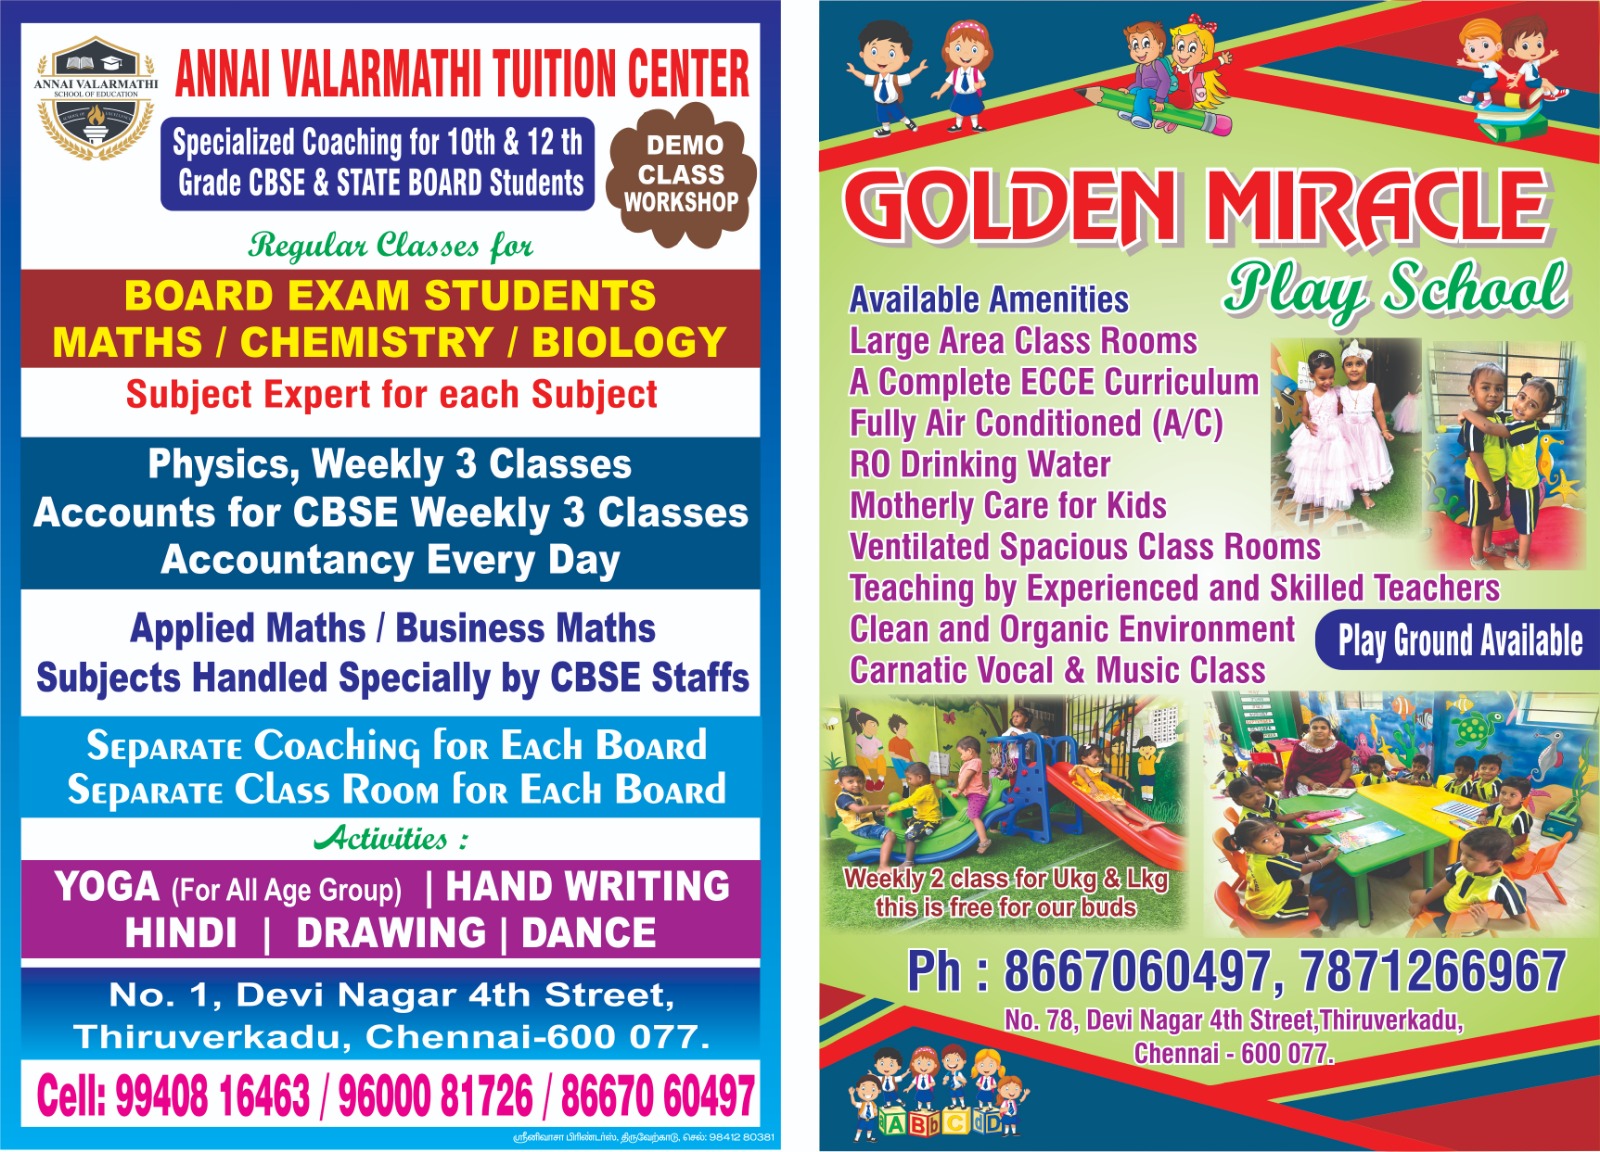 ANNAI VALARMATHI
SCHOOL OF EDUCATION
ANNAI VALARMATHI TUITION CENTER
Specialized Coaching for 10th & 12 th
Grade CBSE & STATE BOARD Students
DEMO
CLASS
WORKSHOP
Regular Classes for
BOARD EXAM STUDENTS
MATHS / CHEMISTRY / BIOLOGY
Subject Expert for each Subject
Physics, Weekly 3 Classes
Accounts for CBSE Weekly 3 Classes
Accountancy Every Day
Applied Maths / Business Maths
Subjects Handled Specially by CBSE Staffs
Separate Coaching for Each Board
Separate Class Room for Each Board
Activities :
YOGA (For All Age Group) | HAND WRITING
HINDI | DRAWING | DANCE
No. 1, Devi Nagar 4th Street,
Thiruverkadu, Chennai-600 077.
Cell: 99408 16463 / 96000 81726 / 86670 60497
ஸ்ரீனிவாசா பிரிண்டர்ஸ், திருவேற்காடு, செல்: 98412 80381
GOLDEN MIRACLE
Play School
Available Amenities
Large Area Class Rooms
A Complete ECCE Curriculum
Fully Air Conditioned (A/C)
RO Drinking Water
Motherly Care for Kids
Ventilated Spacious Class Rooms
Teaching by Experienced and Skilled Teachers
Clean and Organic Environment
Carnatic Vocal & Music Class
Play Ground Available
Weekly 2 class for Ukg & Lkg
this is free for our buds
Ph : 8667060497, 7871266967
No. 78, Devi Nagar 4th Street,Thiruverkadu,
Chennai - 600 077.
A B b C C d D